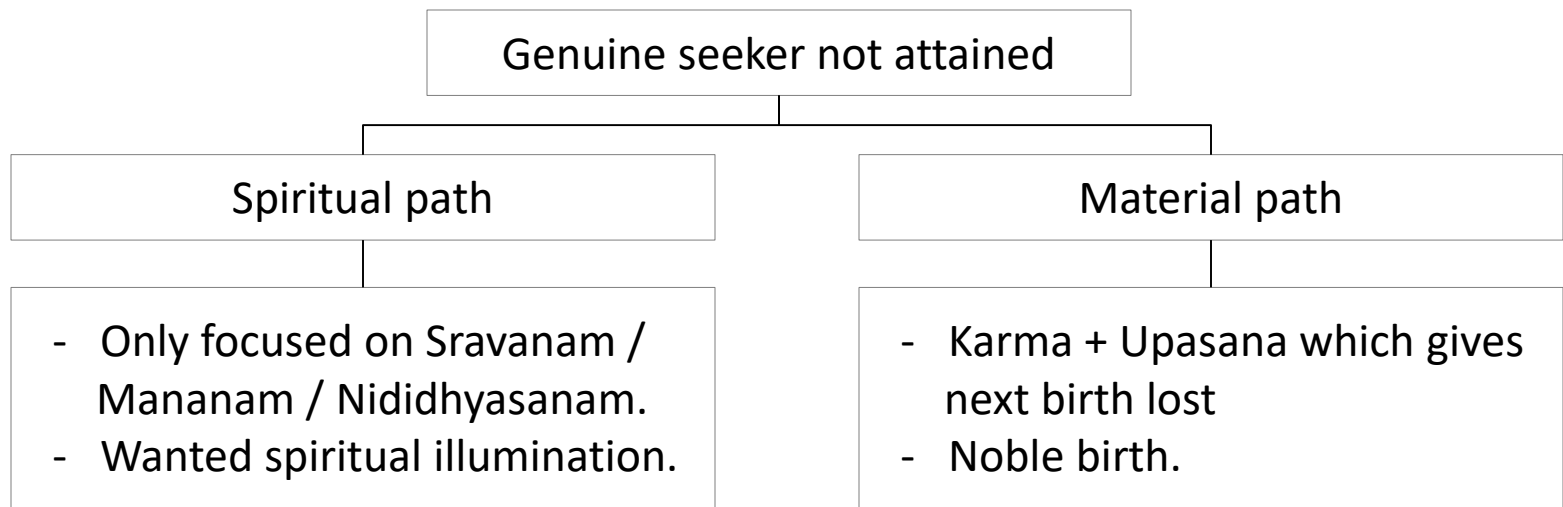 Genuine seeker not attained
Spiritual path
Material path
- Only focused on Sravanam /
Mananam / Nididhyasanam.
- Wanted spiritual illumination.
- Karma + Upasana which gives
next birth lost
- Noble birth.